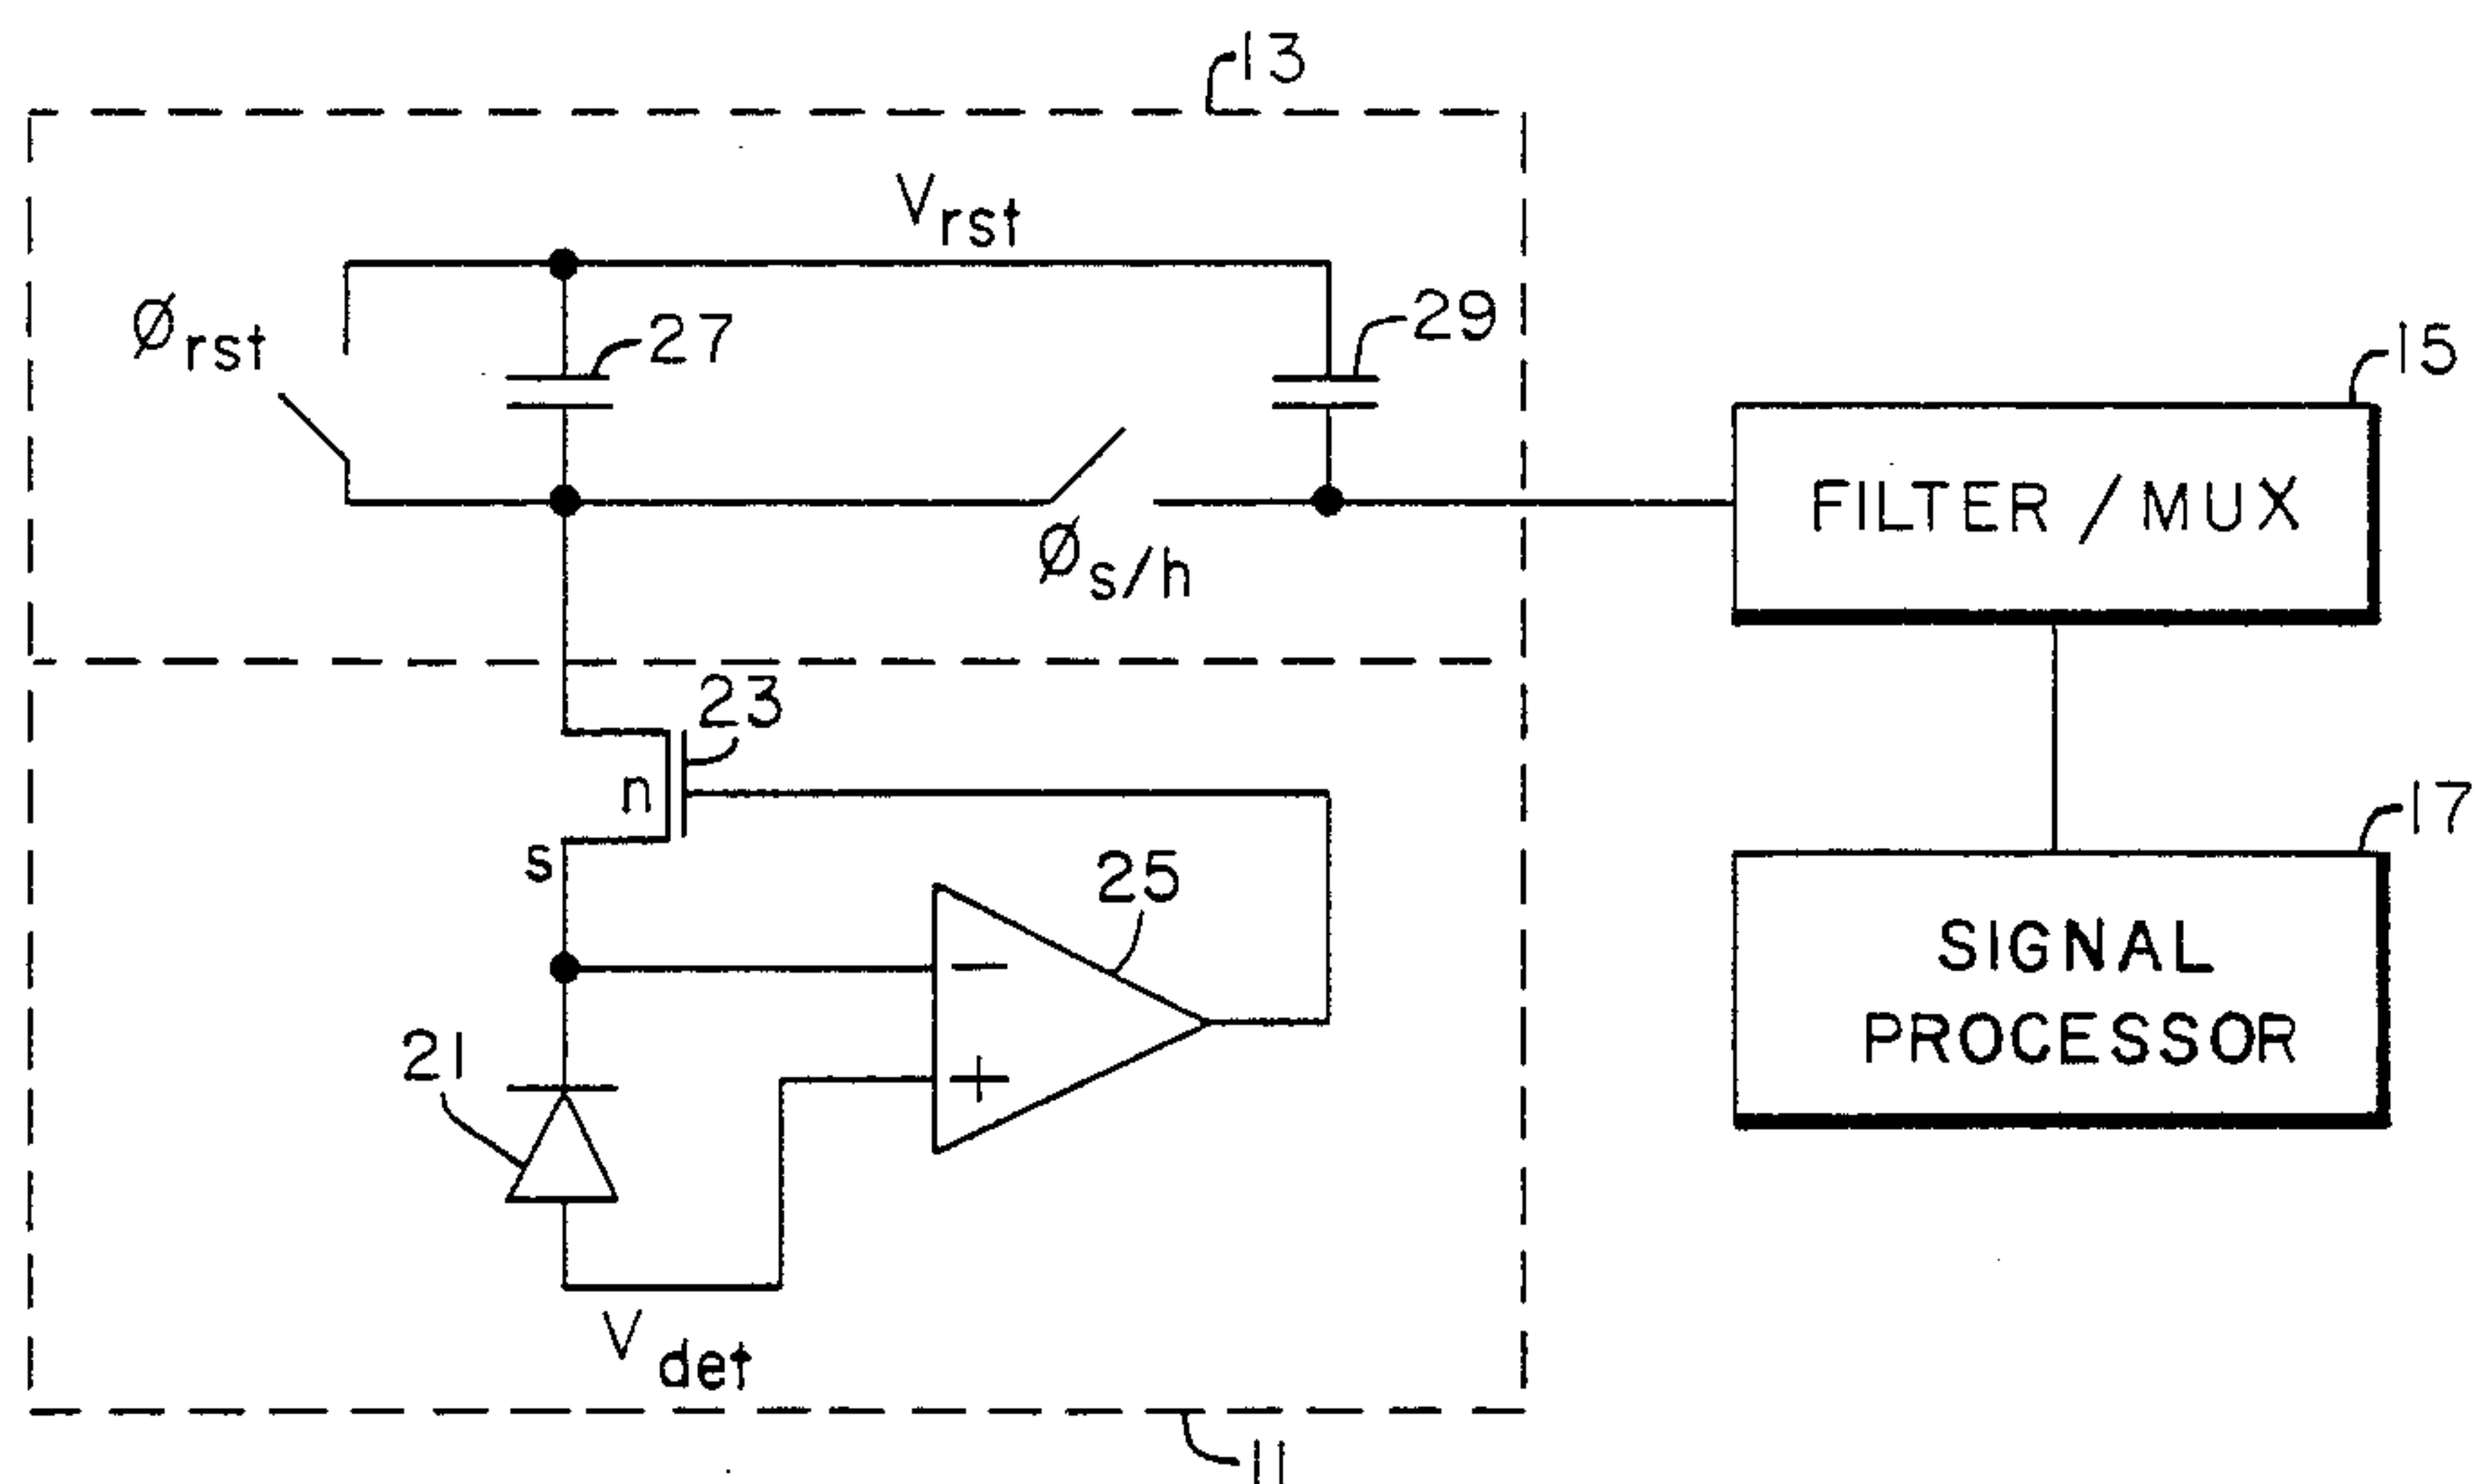 13
Vrst
Ørst
27
29
15
FILTER / MUX
Øs/h
23
n
s
25
17
SIGNAL
PROCESSOR
21
−
+
Vdet
11